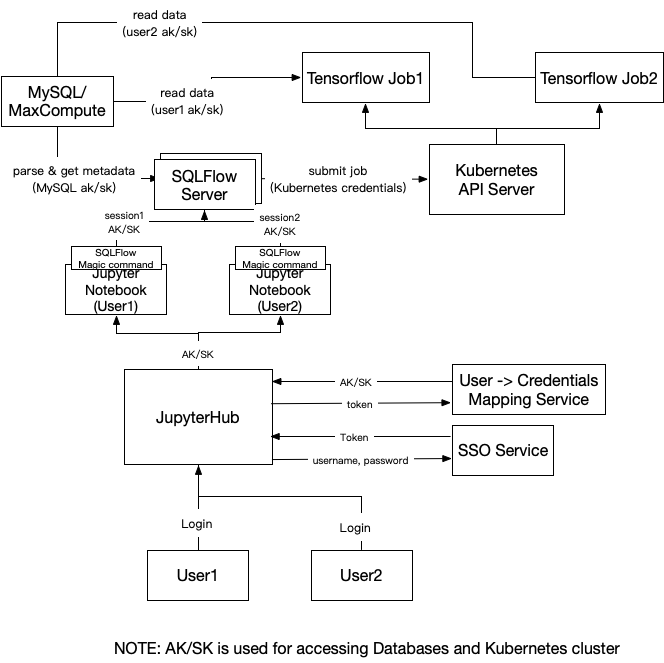 read data
(user2 ak/sk)
MySQL/
MaxCompute
read data
(user1 ak/sk)
Tensorflow Job1
Tensorflow Job2
parse & get metadata
(MySQL ak/sk)
SQLFlow
Server
submit job
(Kubernetes credentials)
Kubernetes
API Server
session1
AK/SK
session2
AK/SK
SQLFlow
Magic command
Jupyter
Notebook
(User1)
SQLFlow
Magic command
Jupyter
Notebook
(User2)
AK/SK
JupyterHub
AK/SK
token
User -> Credentials
Mapping Service
Token
username, password
SSO Service
Login
Login
User1
User2
NOTE: AK/SK is used for accessing Databases and Kubernetes cluster